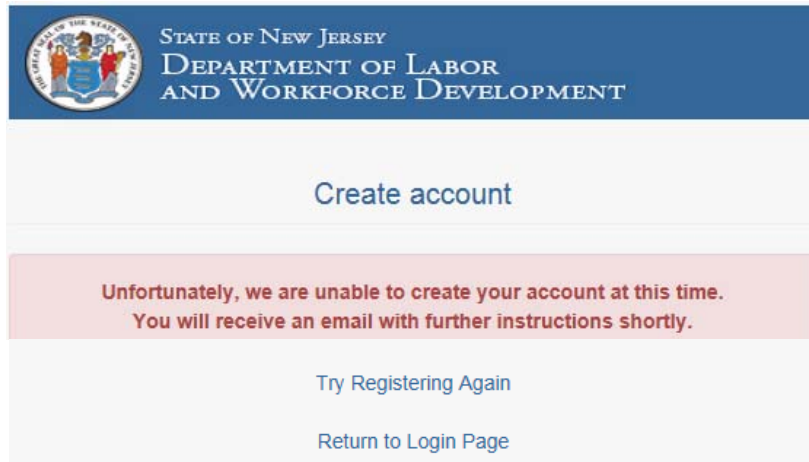 STATE OF NEW JERSEY
DEPARTMENT OF LABOR
AND WORKFORCE DEVELOPMENT
Create account
Unfortunately, we are unable to create your account at this time.
You will receive an email with further instructions shortly.
Try Registering Again
Return to Login Page